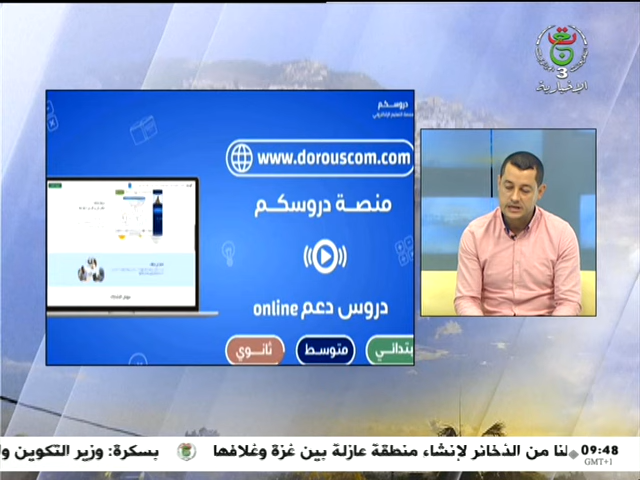 3
الإخبارية
دروسكم
www.dorouscom.com
منصة دروسكم
دروس دعم online
ثانوي
متوسط
بتدائي
لنا من الذخائر لإنشاء منطقة عازلة بين غزة وغلافها
بسكرة: وزير التكوين و
09:48
GMT+1